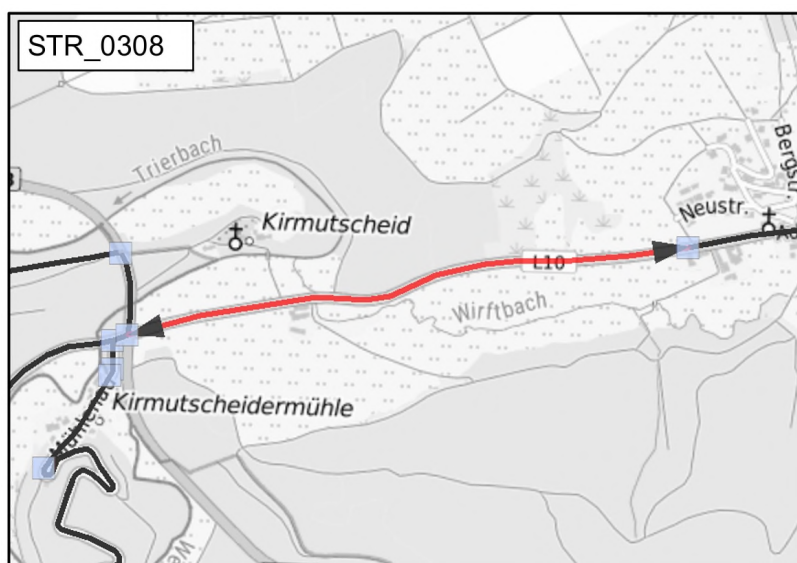 STR_0308
Trierbach
Kirmutscheid
Bergstr.
Neustr.
L10
Wirftbach
Kirmutscheidermühle